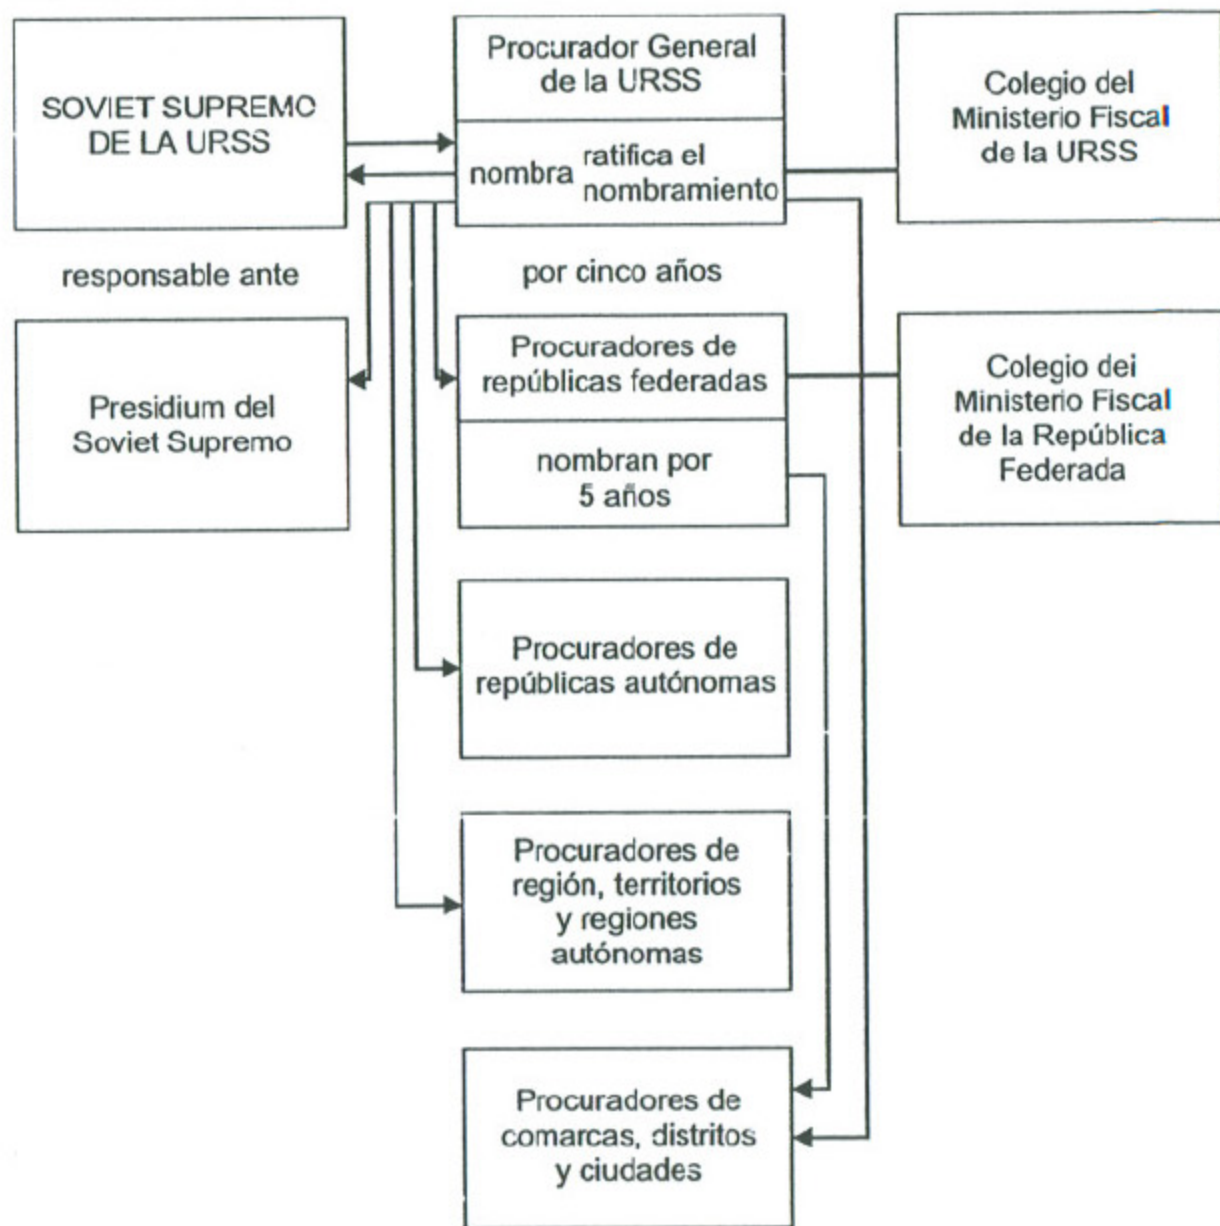 SOVIET SUPREMO
DE LA URSS
Procurador General
de la URSS
nombra
ratifica el
nombramiento
Colegio del
Ministerio Fiscal
de la URSS
responsable ante
por cinco años
Presidium del
Soviet Supremo
Procuradores de
repúblicas federadas
nombran por
5 años
Colegio dei
Ministerio Fiscal
de la República
Federada
Procuradores de
repúblicas autónomas
Procuradores de
región, territorios
y regiones
autónomas
Procuradores de
comarcas, distritos
y ciudades